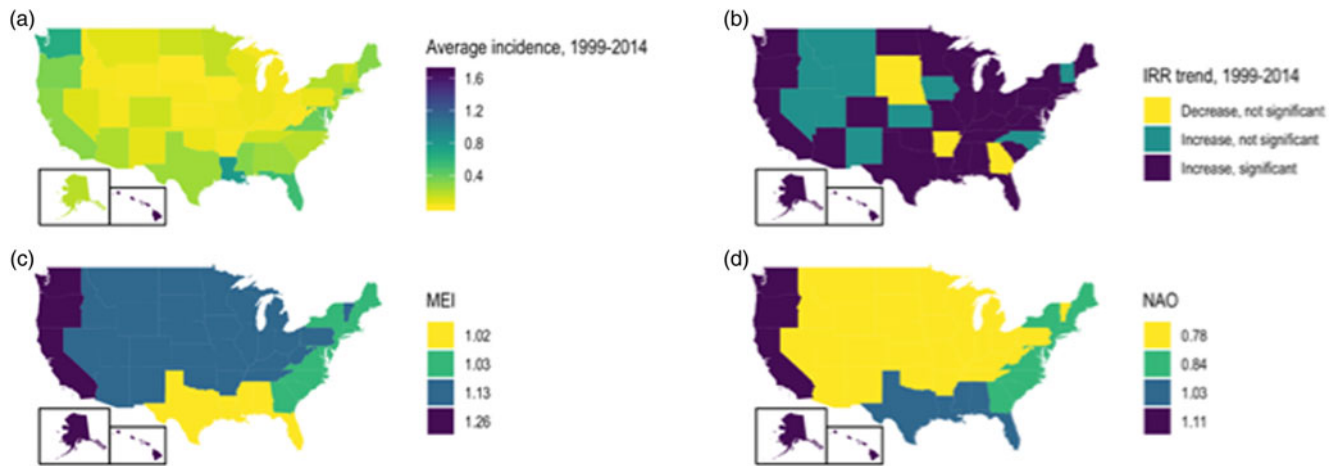 (a)
Average incidence, 1999-2014
1.6
1.2
0.8
0.4
(b)
IRR trend, 1999-2014
Decrease, not significant
Increase, not significant
Increase, significant
(c)
MEI
1.02
1.03
1.13
1.26
(d)
NAO
0.78
0.84
1.03
1.11